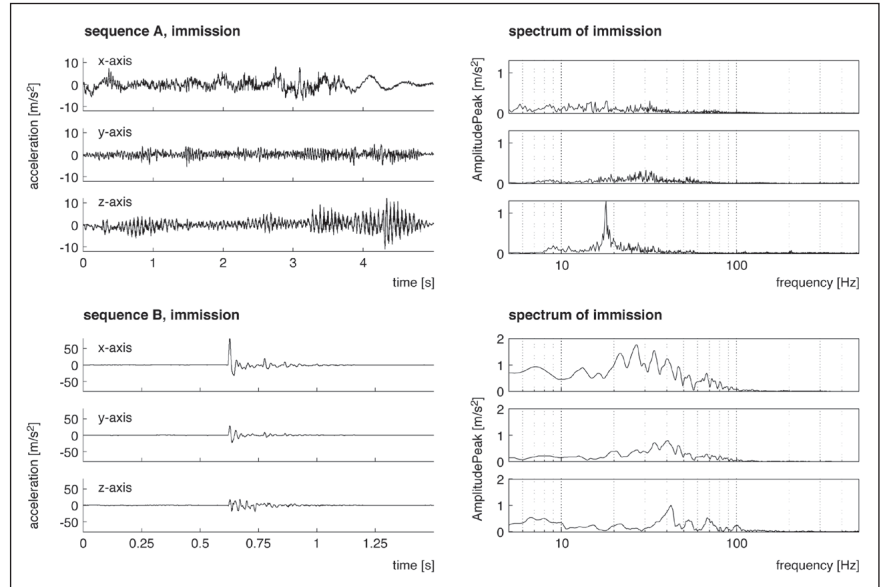 sequence A, immission
x-axis
10
0
-10
y-axis
10
0
-10
z-axis
10
0
-10
acceleration [m/s²]
0 1 2 3 4
time [s]
spectrum of immission
1
0
1
0
1
0
AmplitudePeak [m/s²]
10 100
frequency [Hz]
sequence B, immission
x-axis
50
0
-50
y-axis
50
0
-50
z-axis
50
0
-50
acceleration [m/s²]
0 0.25 0.75 1 1.25
time [s]
spectrum of immission
2
1
0
2
1
0
2
1
0
AmplitudePeak [m/s²]
10 100
frequency [Hz]